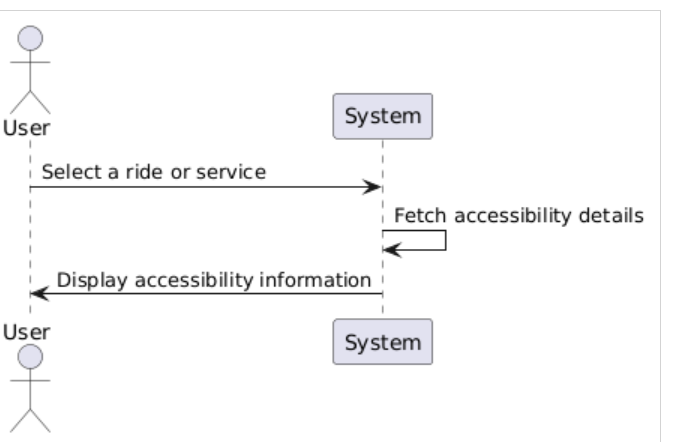 User
System
Select a ride or service
Fetch accessibility details
Display accessibility information
User
System